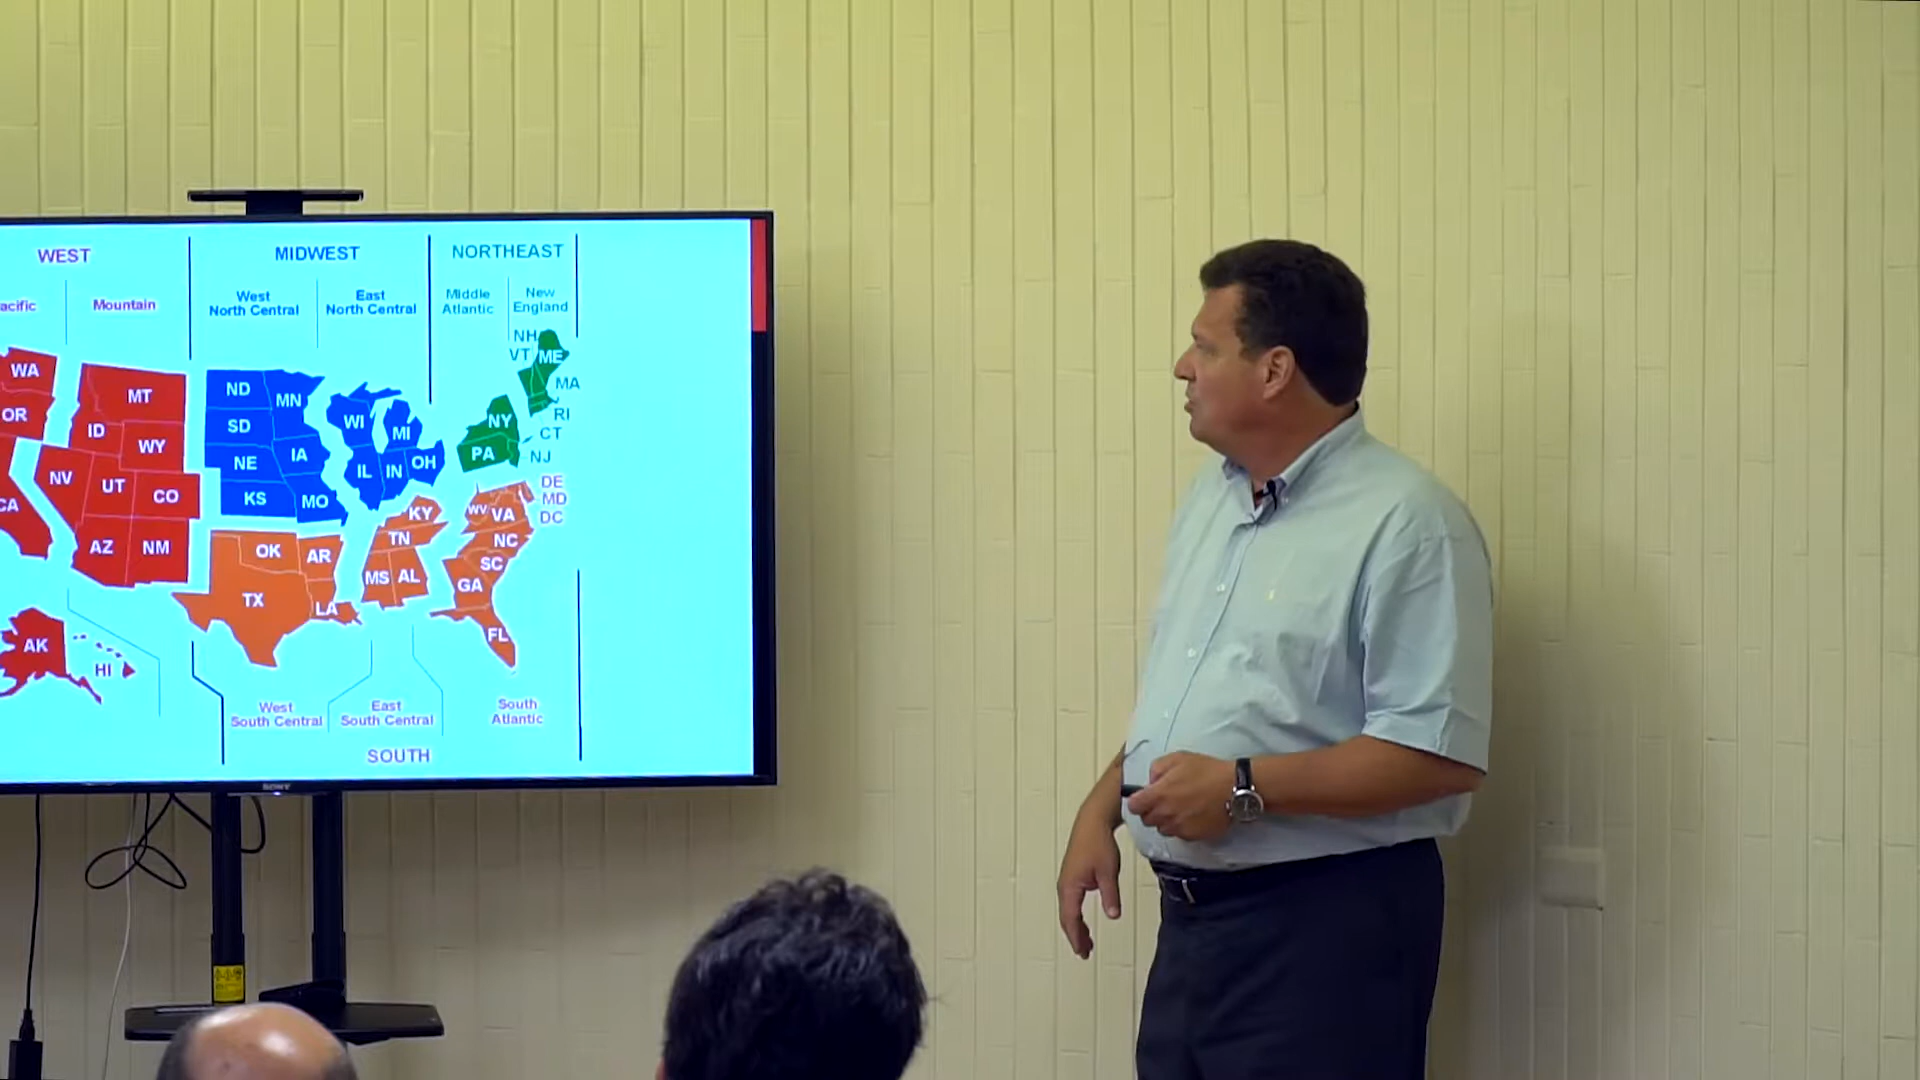 WEST
MIDWEST
NORTHEAST
acific
Mountain
West
North Central
East
North Central
Middle
Atlantic
New
England
NH
VT
ME
WA
MT
ND
MN
WI
MI
NY
MA
RI
CT
NJ
OR
ID
WY
SD
IA
NE
IL
IN
OH
PA
NV
UT
CO
KS
MO
KY
WV
VA
DE
MD
DC
CA
AZ
NM
OK
AR
TN
NC
SC
MS
AL
GA
TX
LA
FL
AK
HI
West
South Central
East
South Central
South
Atlantic
SOUTH
SONY